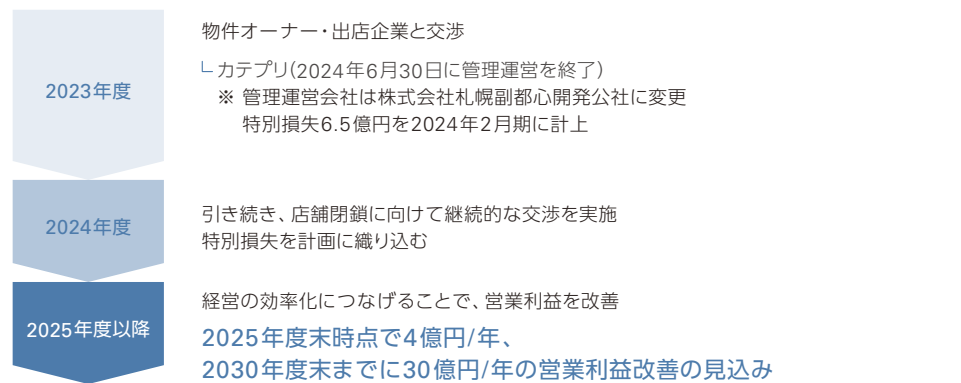 2023年度
物件オーナー・出店企業と交渉
カテプリ(2024年6月30日に管理運営を終了)
※ 管理運営会社は株式会社札幌副都心開発公社に変更
特別損失6.5億円を2024年2月期に計上
2024年度
引き続き、店舗閉鎖に向けて継続的な交渉を実施
特別損失を計画に織り込む
2025年度以降
経営の効率化につなげることで、営業利益を改善
2025年度末時点で4億円/年、
2030年度末までに30億円/年の営業利益改善の見込み